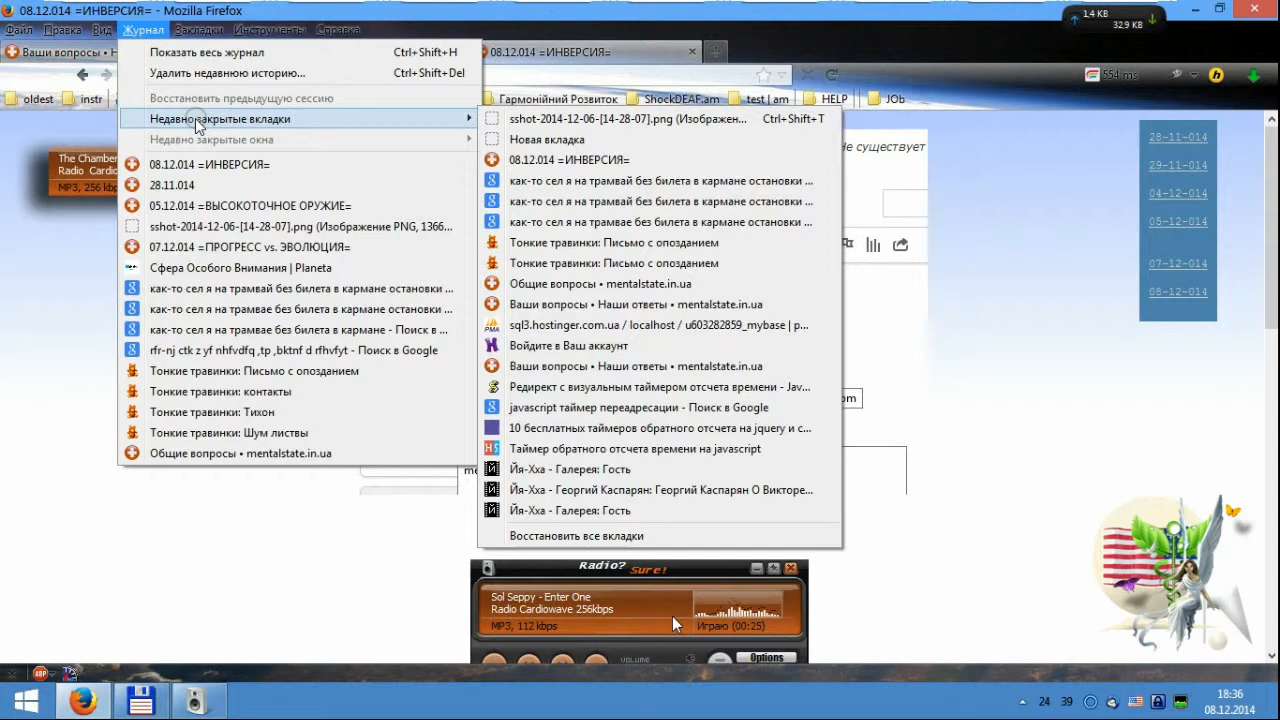 08.12.014 =ИНВЕРСИЯ= - Mozilla Firefox
1,4 KB
32,9 KB
Файл Правка Вид Журнал Закладки Инструменты Справка
Ваши вопросы • Н
08.12.014 =ИНВЕРСИЯ=
554 ms
oldest
instr
Гармонійний Розвиток
ShockDEAF.am
test | am
HELP
JOb
Показать весь журнал Ctrl+Shift+H
Удалить недавнюю историю... Ctrl+Shift+Del
Восстановить предыдущую сессию
Недавно закрытые вкладки
Недавно закрытые окна
08.12.014 =ИНВЕРСИЯ=
28.11.014
05.12.014 =ВЫСОКОТОЧНОЕ ОРУЖИЕ=
sshot-2014-12-06-[14-28-07].png (Изображение PNG, 1366...
07.12.014 =ПРОГРЕСС vs. ЭВОЛЮЦИЯ=
Сфера Особого Внимания | Planeta
как-то сел я на трамвай без билета в кармане остановки ...
как-то сел я на трамвай без билета в кармане остановки ...
как-то сел я на трамвае без билета в кармане - Поиск в ...
rfr-nj ctk z yf nhfvdfq ,tp ,bktnf d rfhvfyt - Поиск в Google
Тонкие травинки: Письмо с опозданием
Тонкие травинки: контакты
Тонкие травинки: Тихон
Тонкие травинки: Шум листвы
Общие вопросы • mentalstate.in.ua
sshot-2014-12-06-[14-28-07].png (Изображен... Ctrl+Shift+T
Новая вкладка
08.12.014 =ИНВЕРСИЯ=
как-то сел я на трамвай без билета в кармане остановки ...
как-то сел я на трамвай без билета в кармане остановки ...
как-то сел я на трамвае без билета в кармане остановки ...
Тонкие травинки: Письмо с опозданием
Тонкие травинки: Письмо с опозданием
Общие вопросы • mentalstate.in.ua
Ваши вопросы • Наши ответы • mentalstate.in.ua
sql3.hostinger.com.ua / localhost / u603282859_mybase | p...
Войдите в Ваш аккаунт
Ваши вопросы • Наши ответы • mentalstate.in.ua
Редирект с визуальным таймером отсчета времени - Jav...
javascript таймер переадресации - Поиск в Google
10 бесплатных таймеров обратного отсчета на jquery и с...
Таймер обратного отсчета времени на javascript
Йя-Хха - Галерея: Гость
Йя-Хха - Георгий Каспарян: Георгий Каспарян О Викторе...
Йя-Хха - Галерея: Гость
Восстановить все вкладки
The Chamber
Radio Cardio
MP3, 256 kbp
Не существует
28-11-014
29-11-014
04-12-014
05-12-014
07-12-014
08-12-014
om
me
Radio? Sure!
Sol Seppy - Enter One
Radio Cardiowave 256kbps
MP3, 112 kbps Играю (00:25)
VOLUME
Options
ABP
24 39
18:36
08.12.2014